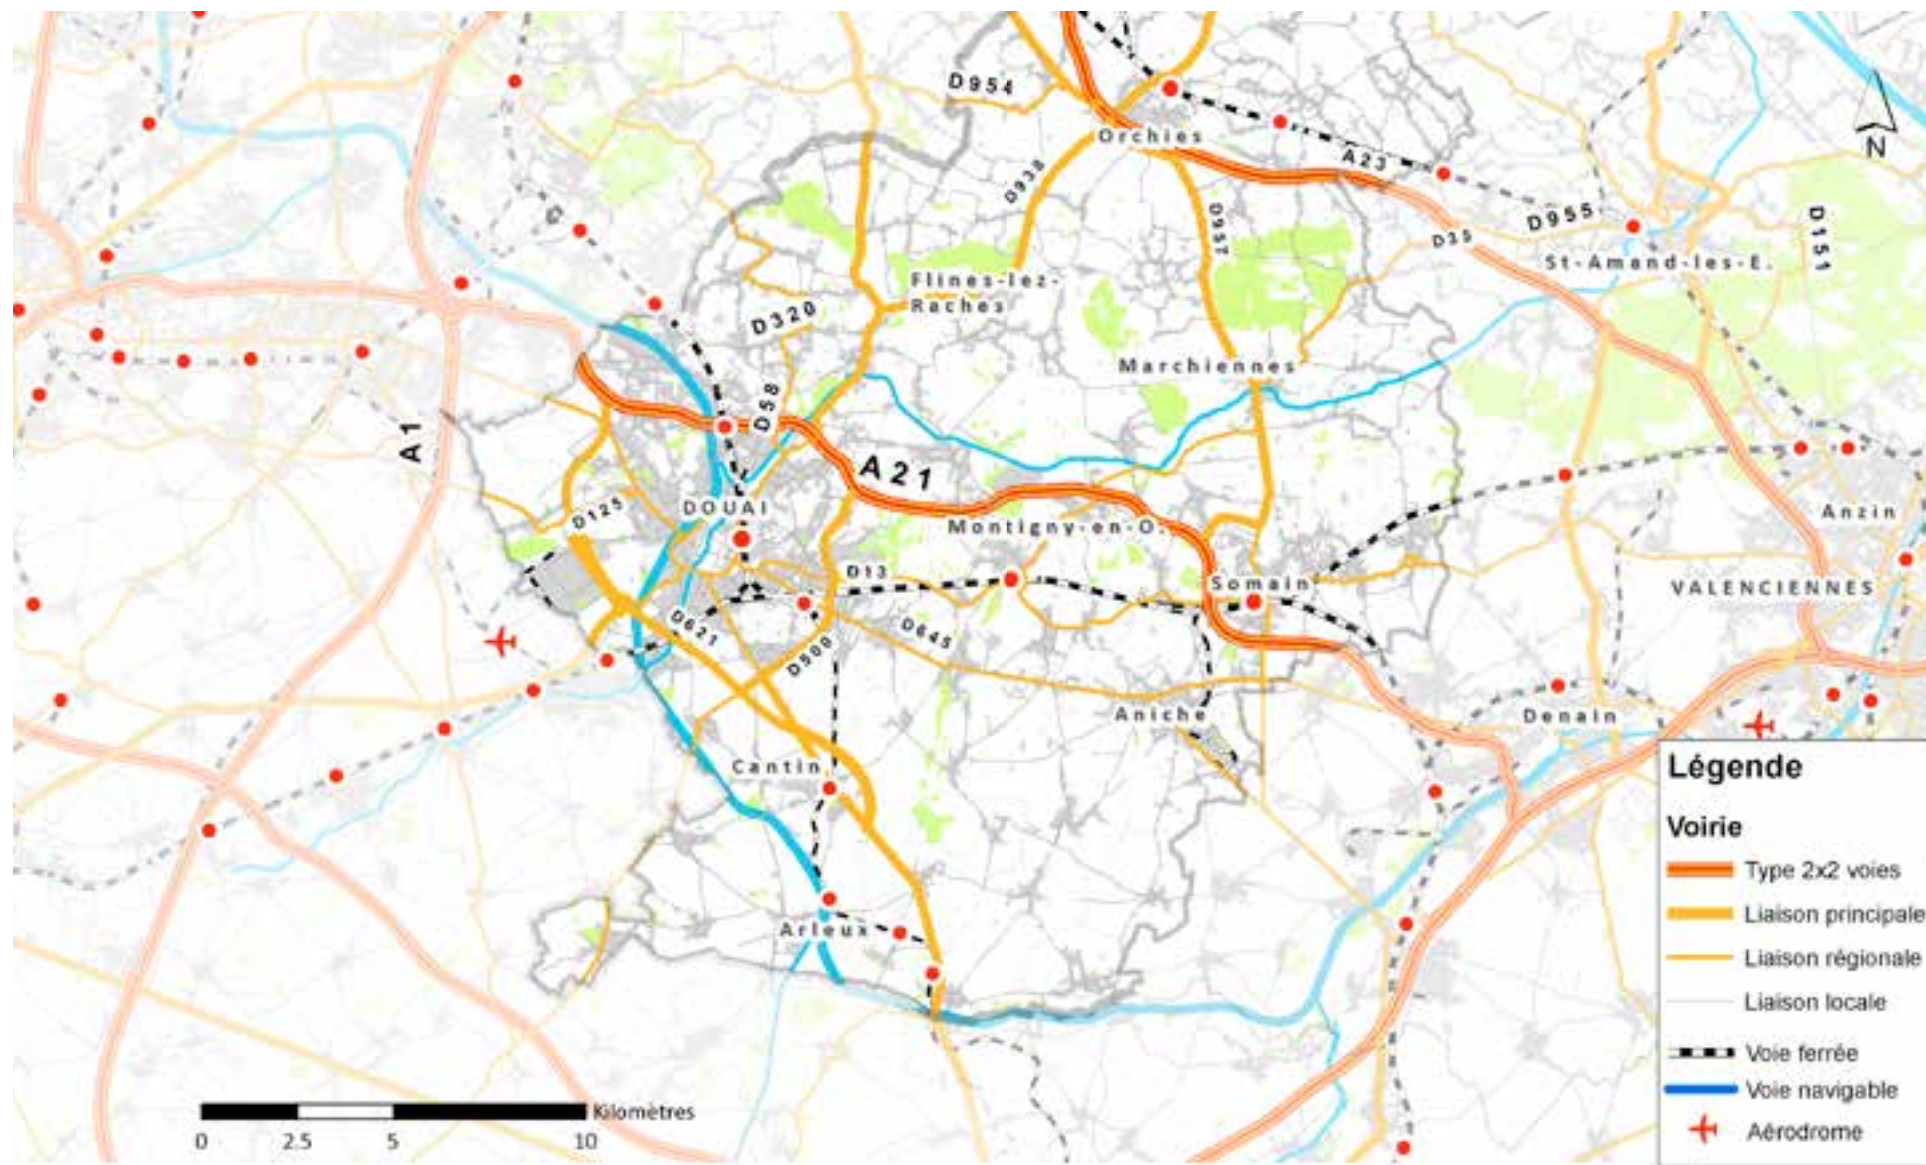 D954
Orchies
A23
N
D938
D957
D955
D35
D151
St-Amand-les-E.
Flines-lez-
Raches
D320
Marchiennes
D58
A1
A21
DOUAI
D125
Montigny-en-O.
Anzin
D13
Somain
VALENCIENNES
D621
D645
D500
Aniche
Denain
Cantin
Arleux
Légende
Voirie
Type 2x2 voies
Liaison principale
Liaison régionale
Liaison locale
Voie ferrée
Voie navigable
Aérodrome
Kilomètres
0 2.5 5 10